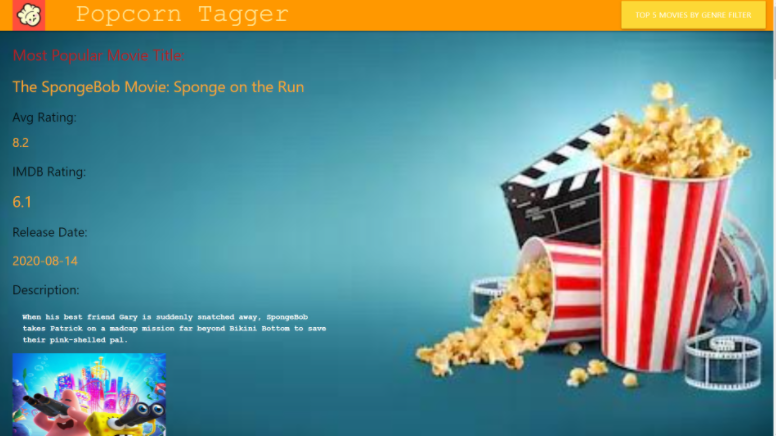 Popcorn Tagger
TOP 5 MOVIES BY GENRE FILTER
Most Popular Movie Title:
The SpongeBob Movie: Sponge on the Run
Avg Rating:
8.2
IMDB Rating:
6.1
Release Date:
2020-08-14
Description:
When his best friend Gary is suddenly snatched away, SpongeBob
takes Patrick on a madcap mission far beyond Bikini Bottom to save
their pink-shelled pal.